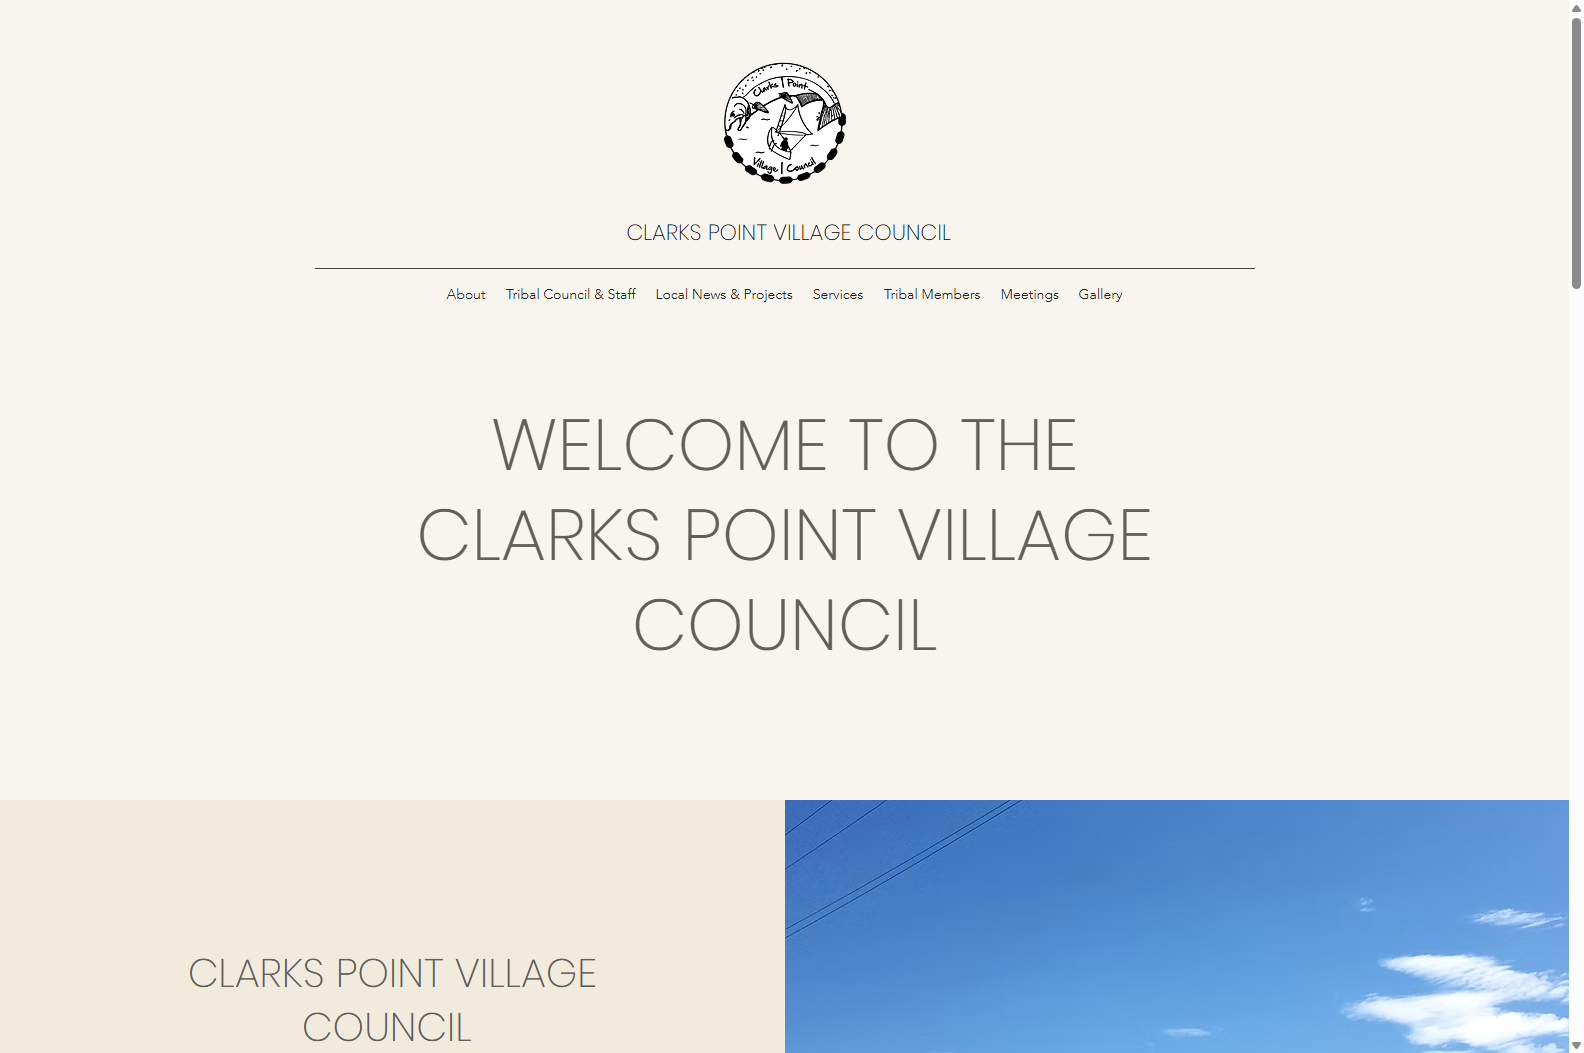 Clarks Point
Village Council
CLARKS POINT VILLAGE COUNCIL
About Tribal Council & Staff Local News & Projects Services Tribal Members Meetings Gallery
WELCOME TO THE
CLARKS POINT VILLAGE
COUNCIL
CLARKS POINT VILLAGE
COUNCIL